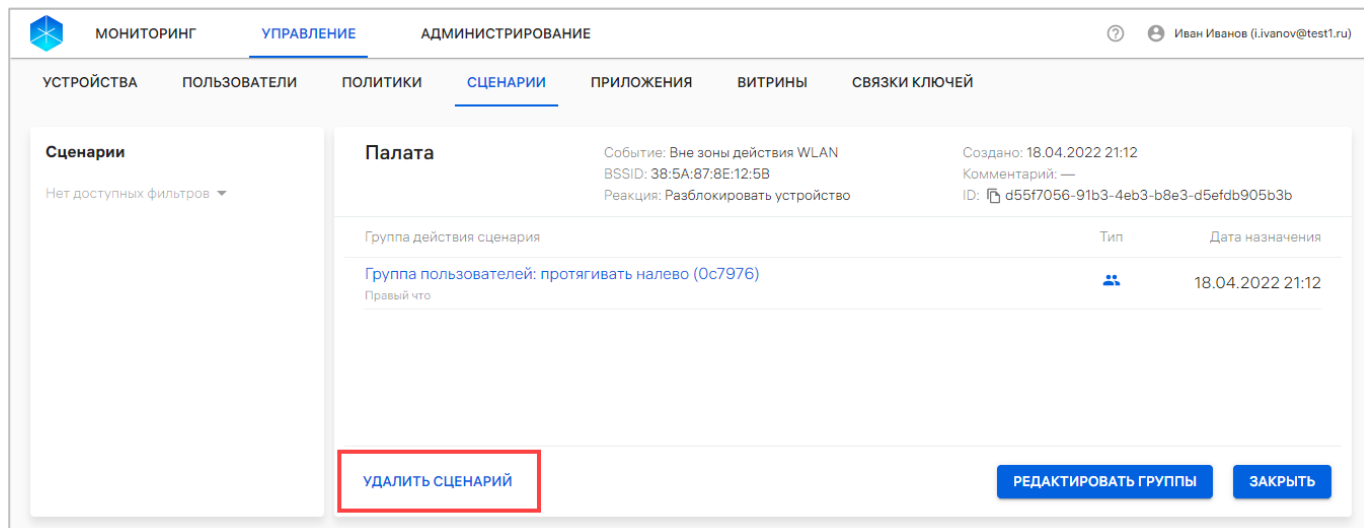 МОНИТОРИНГ УПРАВЛЕНИЕ АДМИНИСТРИРОВАНИЕ Иван Иванов (i.ivanov@test1.ru)
УСТРОЙСТВА ПОЛЬЗОВАТЕЛИ ПОЛИТИКИ СЦЕНАРИИ ПРИЛОЖЕНИЯ ВИТРИНЫ СВЯЗКИ КЛЮЧЕЙ
Сценарии
Нет доступных фильтров
Палата
Событие: Вне зоны действия WLAN
BSSID: 38:5A:87:8E:12:5B
Реакция: Разблокировать устройство
Создано: 18.04.2022 21:12
Комментарий: —
ID: d55f7056-91b3-4eb3-b8e3-d5efdb905b3b
Группа действия сценария Тип Дата назначения
Группа пользователей: протягивать налево (0c7976) 18.04.2022 21:12
Правый что
УДАЛИТЬ СЦЕНАРИЙ РЕДАКТИРОВАТЬ ГРУППЫ ЗАКРЫТЬ